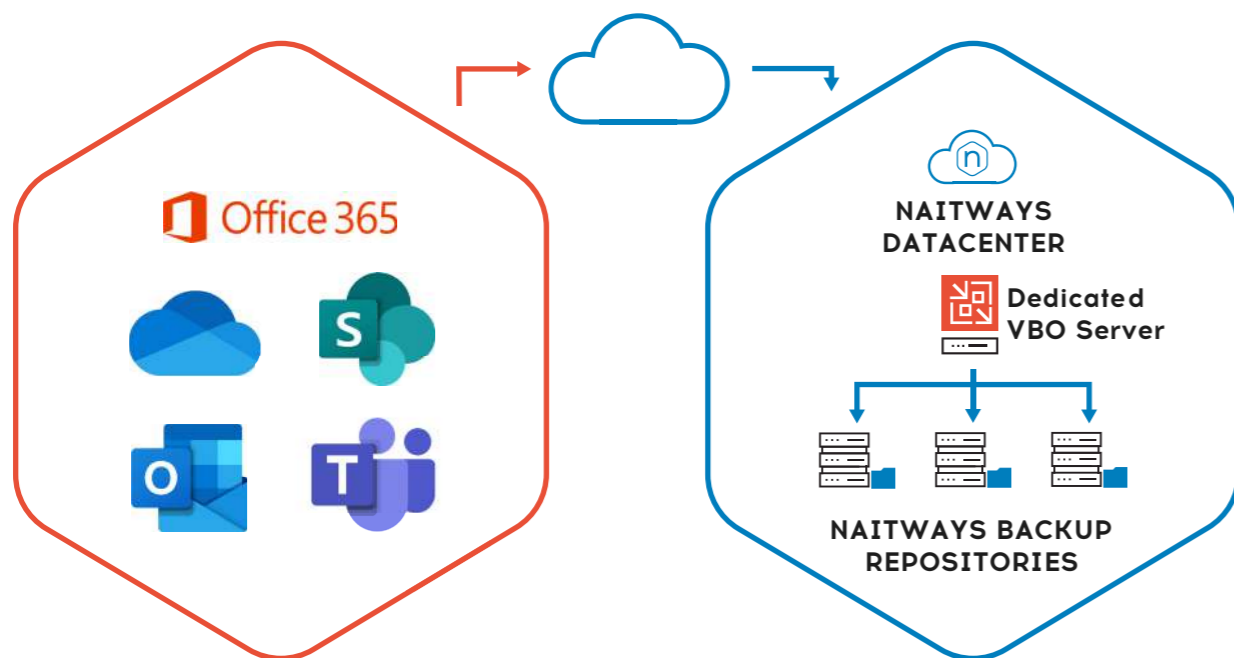 Office 365
S
O
T
n
NAITWAYS
DATACENTER
Dedicated
VBO Server
NAITWAYS BACKUP
REPOSITORIES